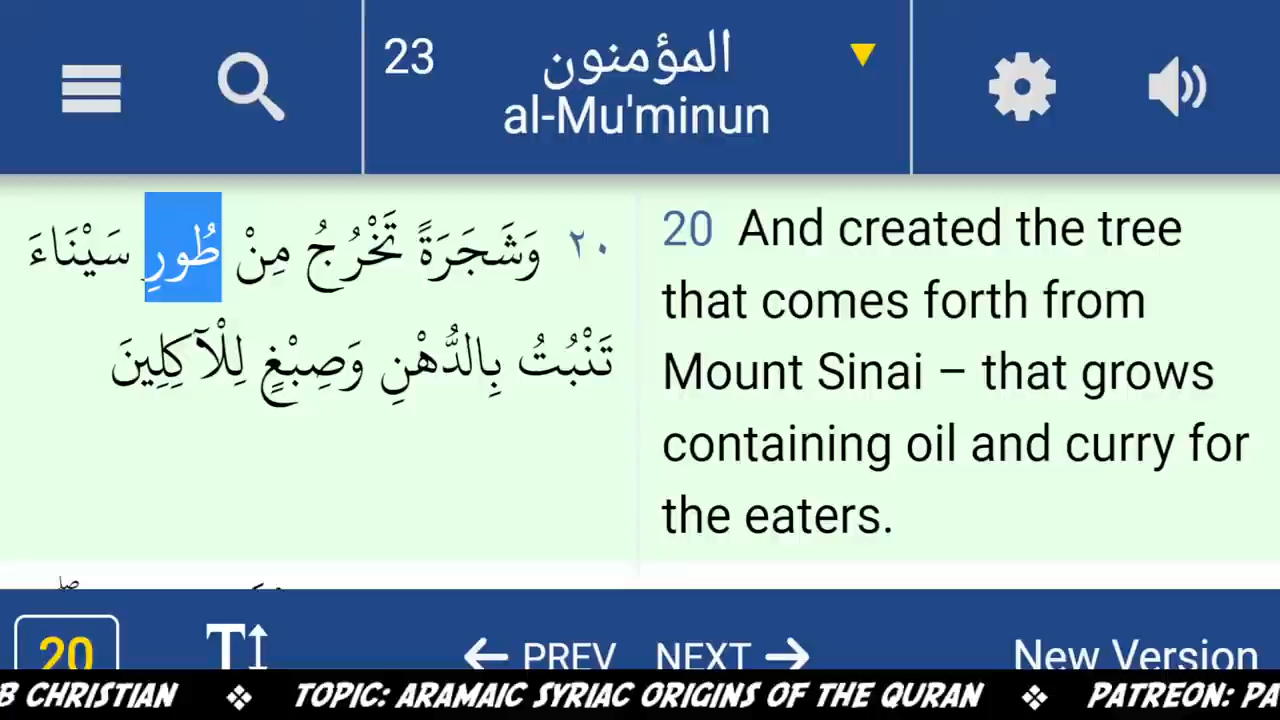 23
المؤمنون
al-Mu'minun
٢٠ وَشَجَرَةً تَخْرُجُ مِنْ طُورِ سَيْنَاءَ
تَنْبُتُ بِالدُّهْنِ وَصِبْغٍ لِلْآكِلِينَ
20 And created the tree
that comes forth from
Mount Sinai – that grows
containing oil and curry for
the eaters.
20
T
PREV NEXT
New Version
B CHRISTIAN ❖ TOPIC: ARAMAIC SYRIAC ORIGINS OF THE QURAN ❖ PATREON: PA